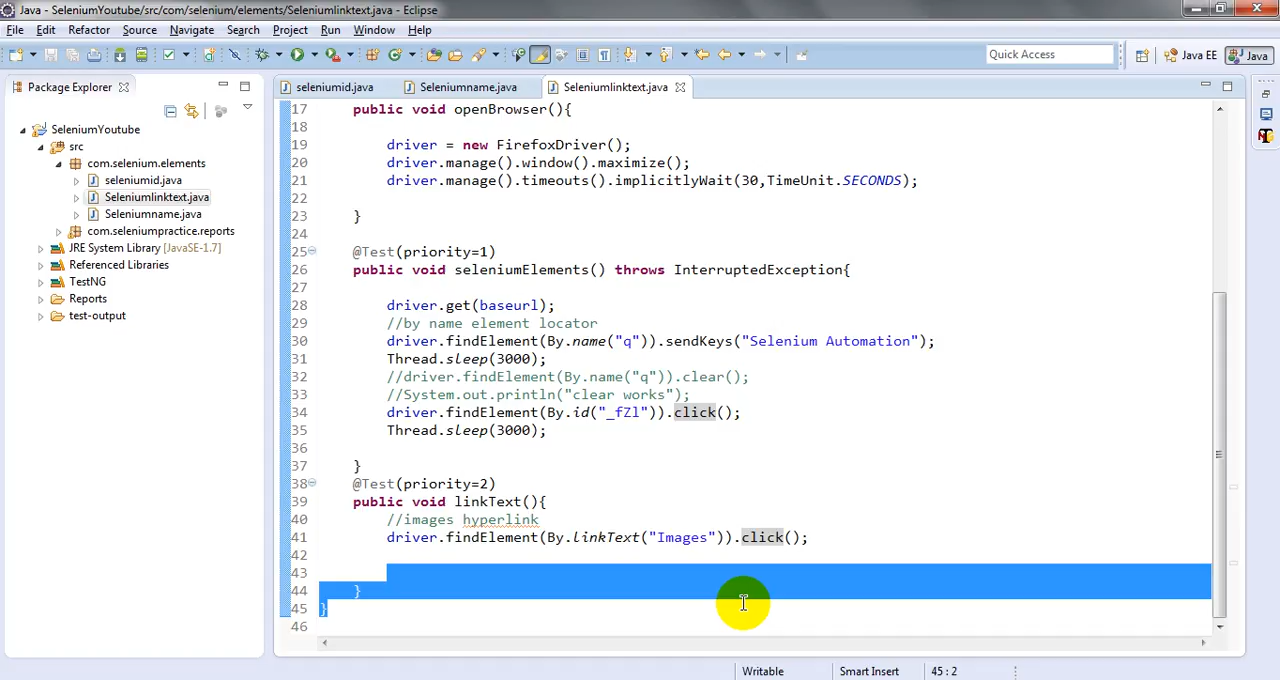 Java - SeleniumYoutube/src/com/selenium/elements/Seleniumlinktext.java - Eclipse
File Edit Refactor Source Navigate Search Project Run Window Help
Quick Access
Java EE
Java
Package Explorer
SeleniumYoutube
src
com.selenium.elements
seleniumid.java
Seleniumlinktext.java
Seleniumname.java
com.seleniumpractice.reports
JRE System Library [JavaSE-1.7]
Referenced Libraries
TestNG
Reports
test-output
seleniumid.java Seleniumname.java Seleniumlinktext.java
17 public void openBrowser(){
18
19 driver = new FirefoxDriver();
20 driver.manage().window().maximize();
21 driver.manage().timeouts().implicitlyWait(30,TimeUnit.SECONDS);
22
23 }
24
25 @Test(priority=1)
26 public void seleniumElements() throws InterruptedException{
27
28 driver.get(baseurl);
29 //by name element locator
30 driver.findElement(By.name("q")).sendKeys("Selenium Automation");
31 Thread.sleep(3000);
32 //driver.findElement(By.name("q")).clear();
33 //System.out.println("clear works");
34 driver.findElement(By.id("_fZl")).click();
35 Thread.sleep(3000);
36
37 }
38 @Test(priority=2)
39 public void linkText(){
40 //images hyperlink
41 driver.findElement(By.linkText("Images")).click();
42
43
44 }
45 }
46
Writable Smart Insert 45 : 2